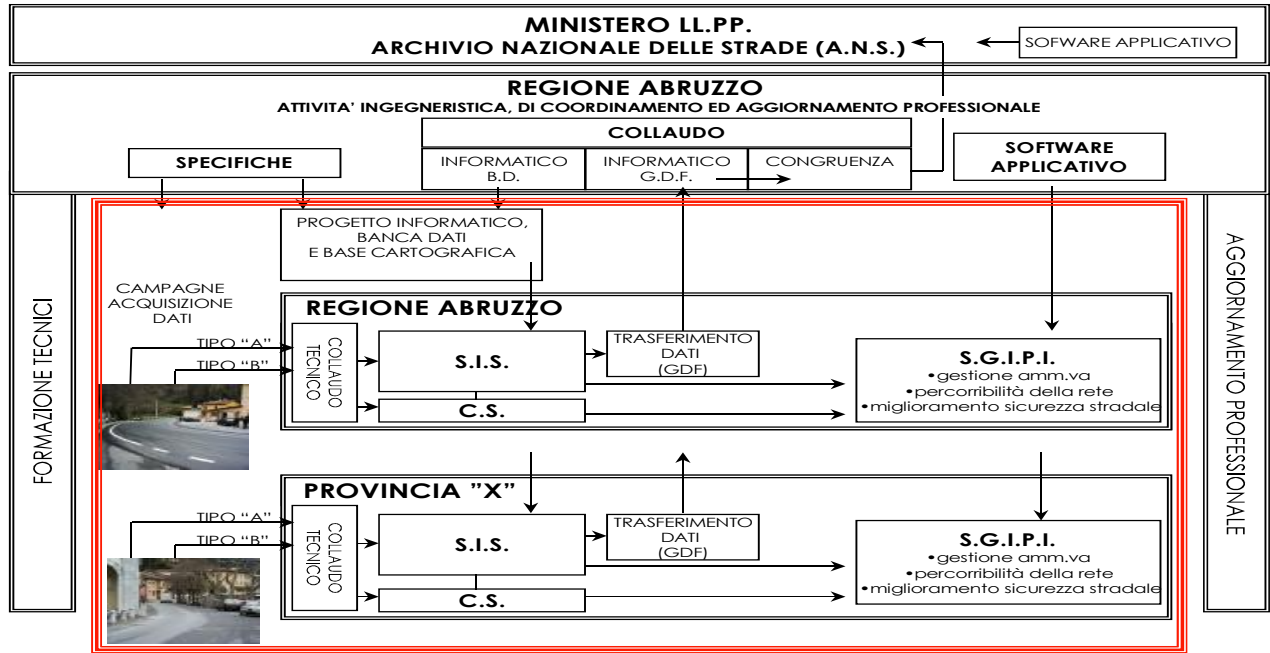 MINISTERO LL.PP.
ARCHIVIO NAZIONALE DELLE STRADE (A.N.S.)
SOFWARE APPLICATIVO
REGIONE ABRUZZO
ATTIVITA' INGEGNERISTICA, DI COORDINAMENTO ED AGGIORNAMENTO PROFESSIONALE
COLLAUDO
SPECIFICHE
INFORMATICO
B.D.
INFORMATICO
G.D.F.
CONGRUENZA
SOFTWARE
APPLICATIVO
FORMAZIONE TECNICI
AGGIORNAMENTO PROFESSIONALE
PROGETTO INFORMATICO,
BANCA DATI
E BASE CARTOGRAFICA
CAMPAGNE
ACQUISIZIONE
DATI
REGIONE ABRUZZO
TIPO "A"
TIPO "B"
COLLAUDO
TECNICO
S.I.S.
C.S.
TRASFERIMENTO
DATI
(GDF)
S.G.I.P.I.
•gestione amm.va
•percorribilità della rete
•miglioramento sicurezza stradale
PROVINCIA "X"
TIPO "A"
TIPO "B"
COLLAUDO
TECNICO
S.I.S.
C.S.
TRASFERIMENTO
DATI
(GDF)
S.G.I.P.I.
•gestione amm.va
•percorribilità della rete
•miglioramento sicurezza stradale